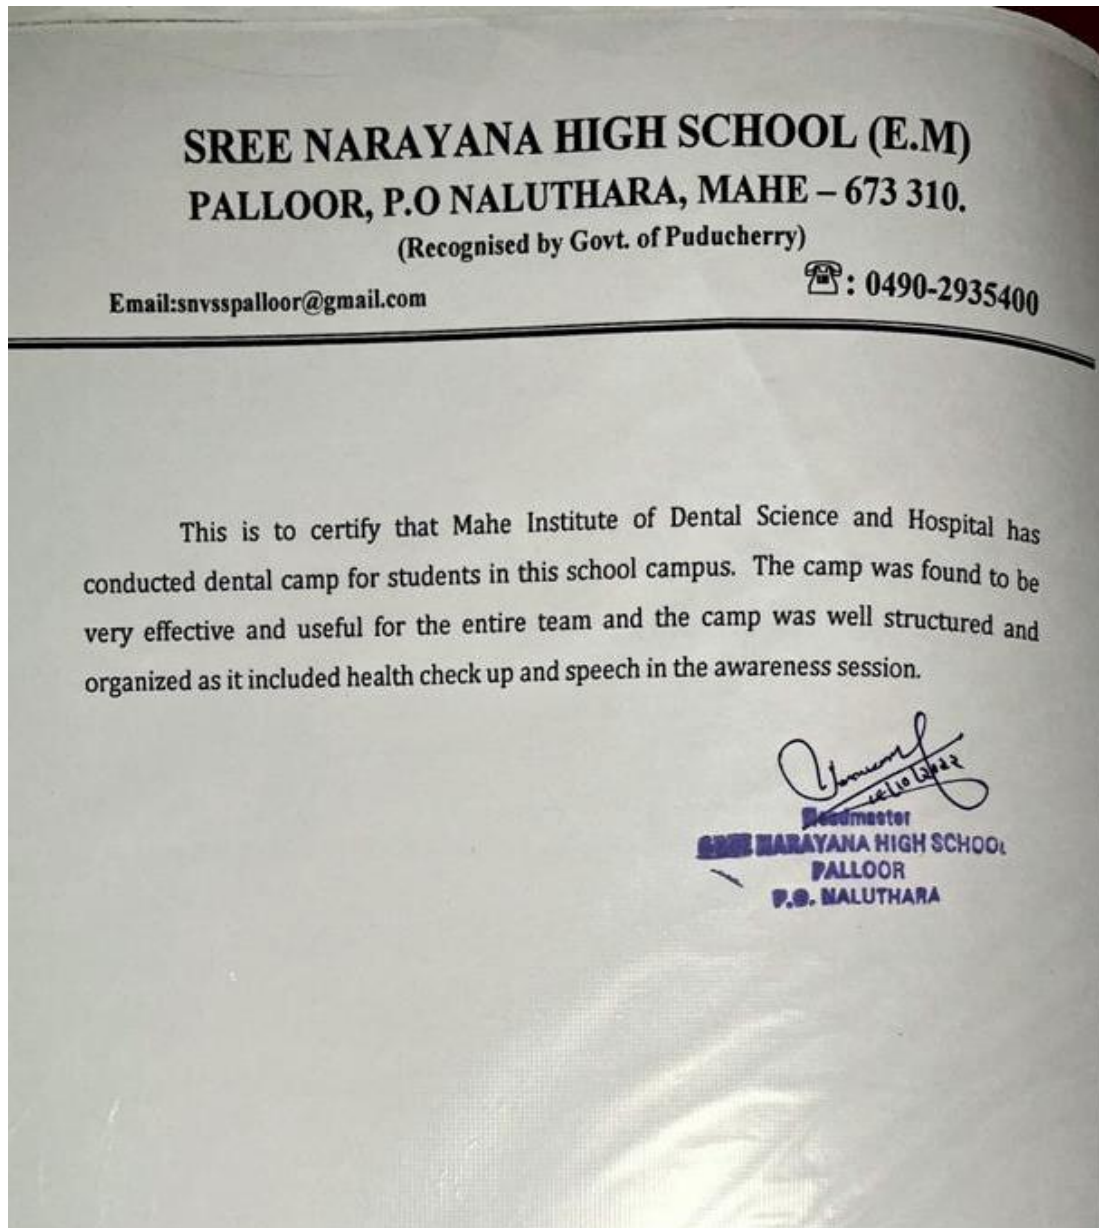 SREE NARAYANA HIGH SCHOOL (E.M)
PALLOOR, P.O NALUTHARA, MAHE – 673 310.
(Recognised by Govt. of Puducherry)
Email:snvsspalloor@gmail.com ☎: 0490-2935400
This is to certify that Mahe Institute of Dental Science and Hospital has
conducted dental camp for students in this school campus. The camp was found to be
very effective and useful for the entire team and the camp was well structured and
organized as it included health check up and speech in the awareness session.
Headmaster
SREE NARAYANA HIGH SCHOOL
PALLOOR
P.O. NALUTHARA